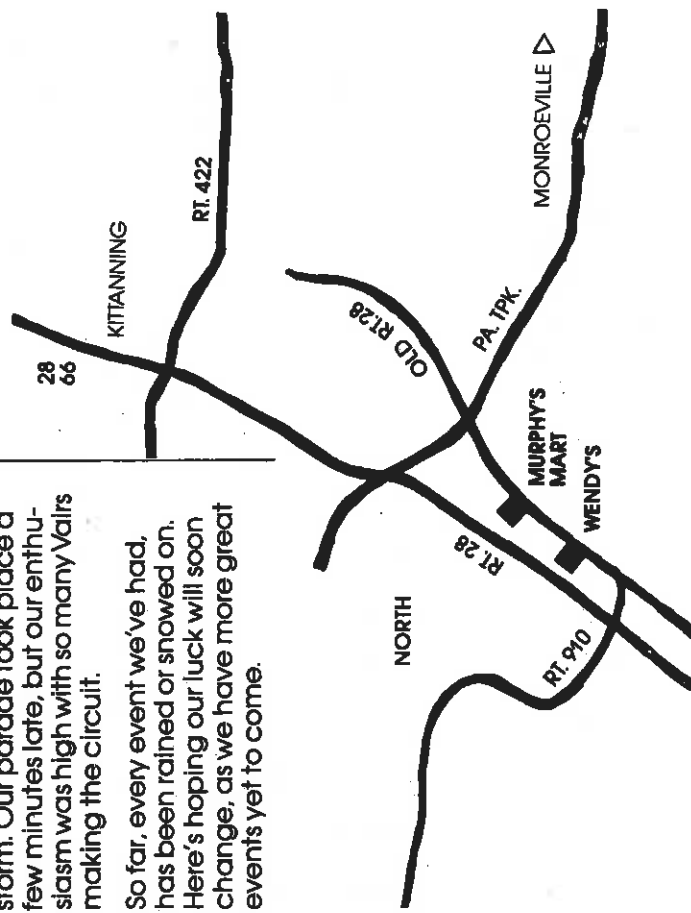 storm. Our parade took place a
few minutes late, but our enthu-
siasm was high with so many Vairs
making the circuit.
So far, every event we've had,
has been rained or snowed on.
Here's hoping our luck will soon
change, as we have more great
events yet to come.
28
66
KITTANNING
RT. 422
OLD RT.28
PA. TPK.
MONROEVILLE
RT. 28
MURPHY'S
MART
WENDY'S
NORTH
RT. 910